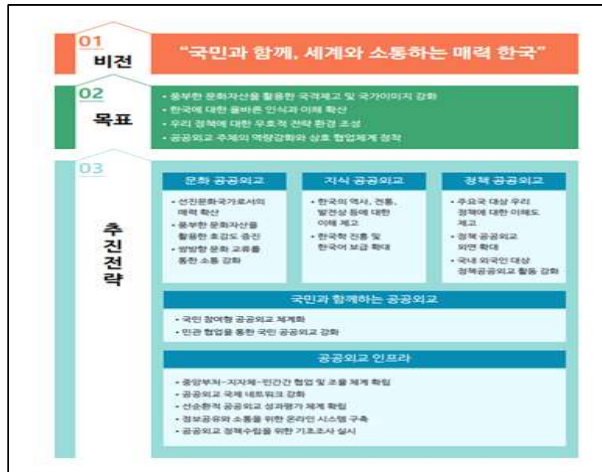 01
비전
"국민과 함께, 세계와 소통하는 매력 한국"
02
목표
• 풍부한 문화자산을 활용한 국격제고 및 국가이미지 강화
• 한국에 대한 올바른 인식과 이해 확산
• 우리 정책에 대한 우호적 전략 환경 조성
• 공공외교 주체의 역량강화와 상호 협업체계 정착
03
추진전략
문화 공공외교
• 선진문화국가로서의
매력 확산
• 풍부한 문화자산을
활용한 호감도 증진
• 쌍방향 문화 교류를
통한 소통 강화
지식 공공외교
• 한국의 역사, 전통,
발전상 등에 대한
이해 제고
• 한국학 진흥 및
한국어 보급 확대
정책 공공외교
• 주요국 대상 우리
정책에 대한 이해도
제고
• 정책 공공외교
외연 확대
• 국내 외국인 대상
정책공공외교 활동 강화
국민과 함께하는 공공외교
• 국민 참여형 공공외교 체계화
• 민관 협업을 통한 국민 공공외교 강화
공공외교 인프라
• 중앙부처-지자체-민간간 협업 및 조율 체계 확립
• 공공외교 국제 네트워크 강화
• 선순환적 공공외교 성과평가 체계 확립
• 정보공유와 소통을 위한 온라인 시스템 구축
• 공공외교 정책수립을 위한 기초조사 실시